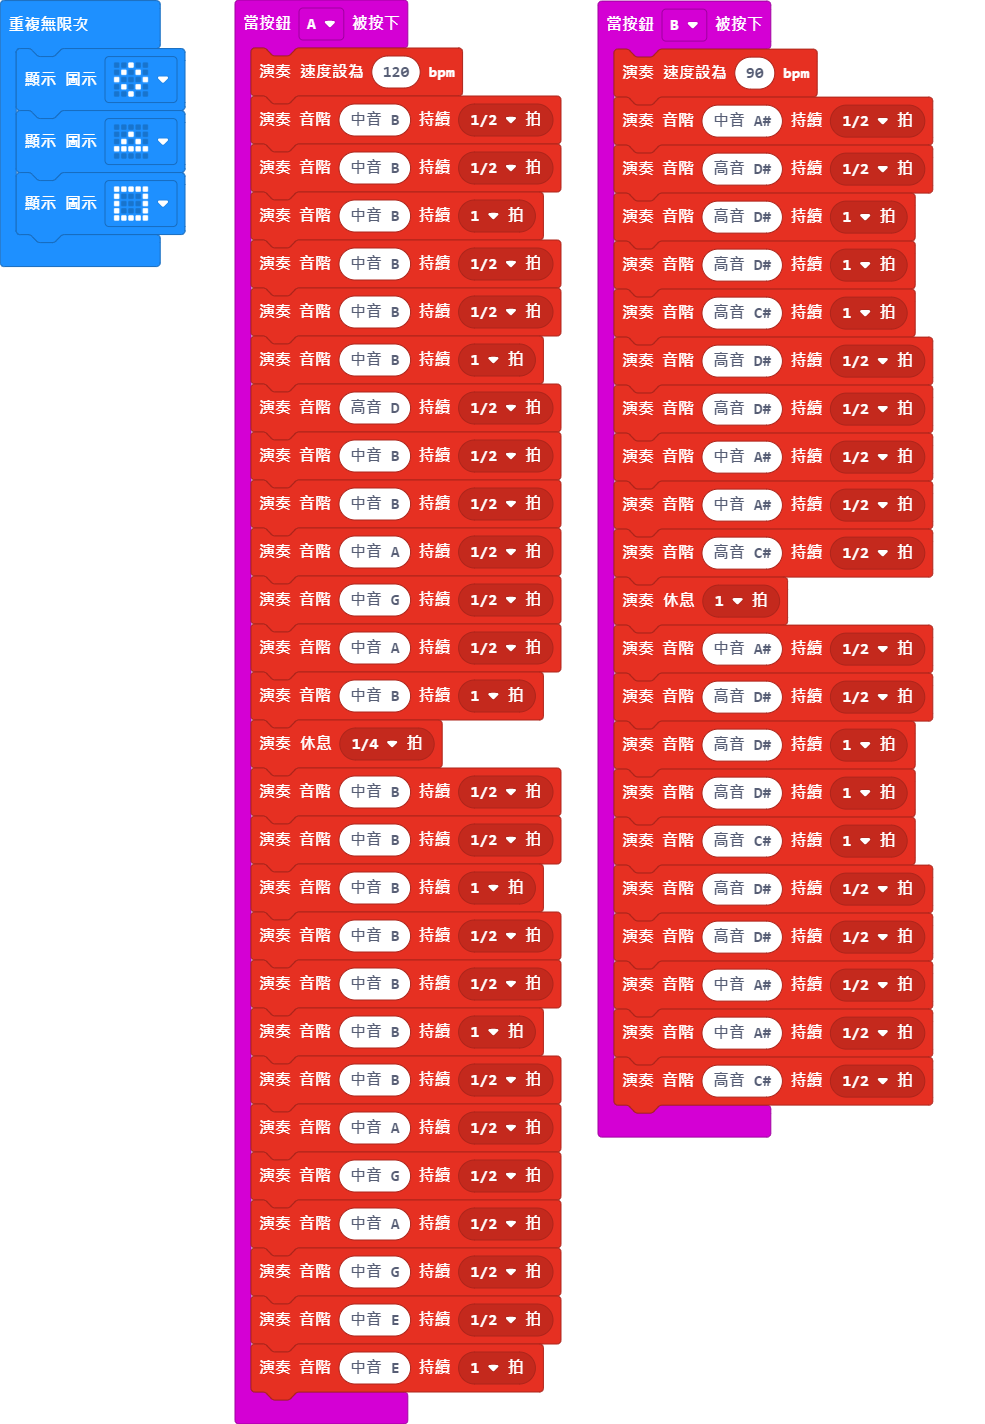 重複無限次
顯示 圖示
顯示 圖示
顯示 圖示
當按鈕 A 被按下
演奏 速度設為 120 bpm
演奏 音階 中音 B 持續 1/2 拍
演奏 音階 中音 B 持續 1/2 拍
演奏 音階 中音 B 持續 1 拍
演奏 音階 中音 B 持續 1/2 拍
演奏 音階 中音 B 持續 1/2 拍
演奏 音階 中音 B 持續 1 拍
演奏 音階 高音 D 持續 1/2 拍
演奏 音階 中音 B 持續 1/2 拍
演奏 音階 中音 B 持續 1/2 拍
演奏 音階 中音 A 持續 1/2 拍
演奏 音階 中音 G 持續 1/2 拍
演奏 音階 中音 A 持續 1/2 拍
演奏 音階 中音 B 持續 1 拍
演奏 休息 1/4 拍
演奏 音階 中音 B 持續 1/2 拍
演奏 音階 中音 B 持續 1/2 拍
演奏 音階 中音 B 持續 1 拍
演奏 音階 中音 B 持續 1/2 拍
演奏 音階 中音 B 持續 1/2 拍
演奏 音階 中音 B 持續 1 拍
演奏 音階 中音 B 持續 1/2 拍
演奏 音階 中音 A 持續 1/2 拍
演奏 音階 中音 G 持續 1/2 拍
演奏 音階 中音 A 持續 1/2 拍
演奏 音階 中音 G 持續 1/2 拍
演奏 音階 中音 E 持續 1/2 拍
演奏 音階 中音 E 持續 1 拍
當按鈕 B 被按下
演奏 速度設為 90 bpm
演奏 音階 中音 A# 持續 1/2 拍
演奏 音階 高音 D# 持續 1/2 拍
演奏 音階 高音 D# 持續 1 拍
演奏 音階 高音 D# 持續 1 拍
演奏 音階 高音 C# 持續 1 拍
演奏 音階 高音 D# 持續 1/2 拍
演奏 音階 高音 D# 持續 1/2 拍
演奏 音階 中音 A# 持續 1/2 拍
演奏 音階 中音 A# 持續 1/2 拍
演奏 音階 高音 C# 持續 1/2 拍
演奏 休息 1 拍
演奏 音階 中音 A# 持續 1/2 拍
演奏 音階 高音 D# 持續 1/2 拍
演奏 音階 高音 D# 持續 1 拍
演奏 音階 高音 D# 持續 1 拍
演奏 音階 高音 C# 持續 1 拍
演奏 音階 高音 D# 持續 1/2 拍
演奏 音階 高音 D# 持續 1/2 拍
演奏 音階 中音 A# 持續 1/2 拍
演奏 音階 中音 A# 持續 1/2 拍
演奏 音階 高音 C# 持續 1/2 拍